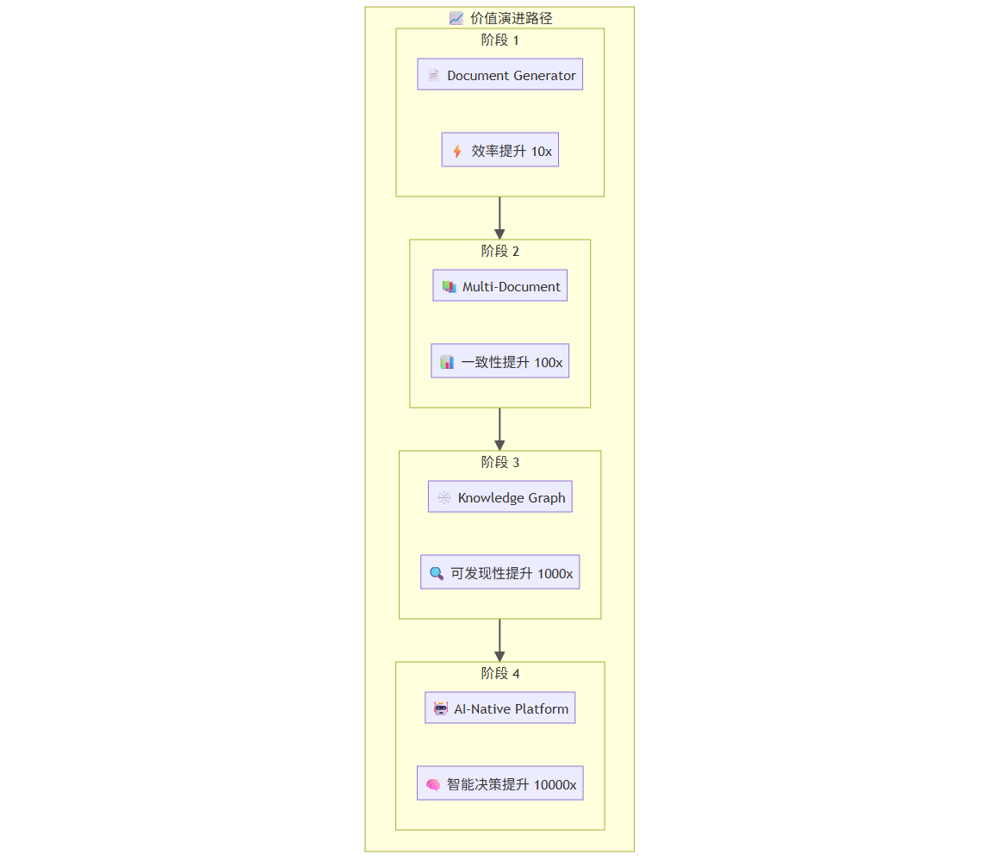 📈 价值演进路径
阶段 1
📄 Document Generator
⚡ 效率提升 10x
阶段 2
📚 Multi-Document
📊 一致性提升 100x
阶段 3
🕸️ Knowledge Graph
🔍 可发现性提升 1000x
阶段 4
🤖 AI-Native Platform
🧠 智能决策提升 10000x